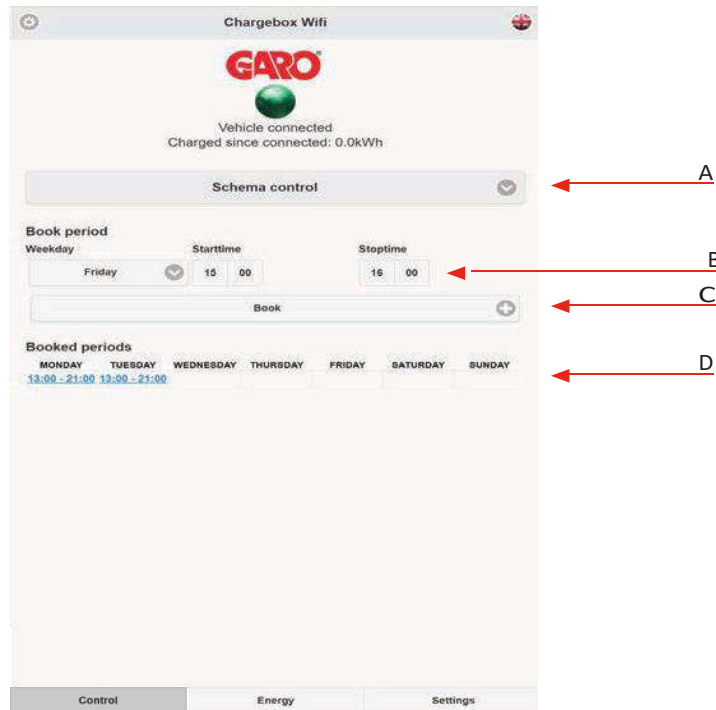 Chargebox Wifi
GARO
Vehicle connected
Charged since connected: 0.0kWh
Schema control
A
Book period
Weekday Starttime Stoptime
Friday 15 00 16 00
B
Book
C
Booked periods
MONDAY TUESDAY WEDNESDAY THURSDAY FRIDAY SATURDAY SUNDAY
13:00 - 21:00 13:00 - 21:00
D
Control Energy Settings